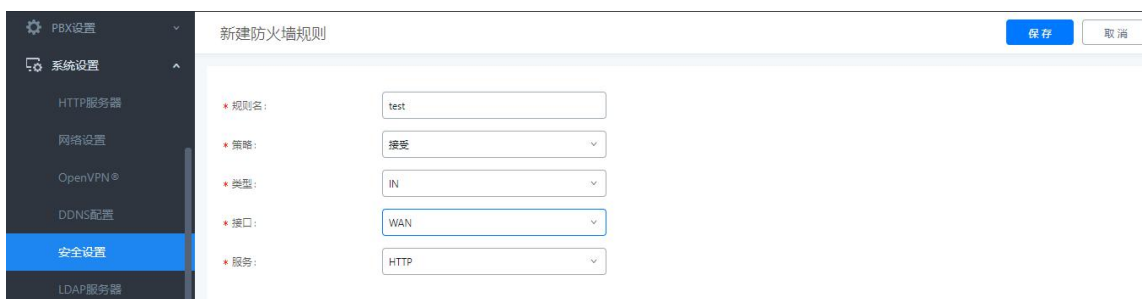 PBX设置
新建防火墙规则
保存
取消
系统设置
HTTP服务器
* 规则名:
test
网络设置
* 策略:
接受
OpenVPN®
* 类型:
IN
DDNS配置
* 接口:
WAN
安全设置
* 服务:
HTTP
LDAP服务器